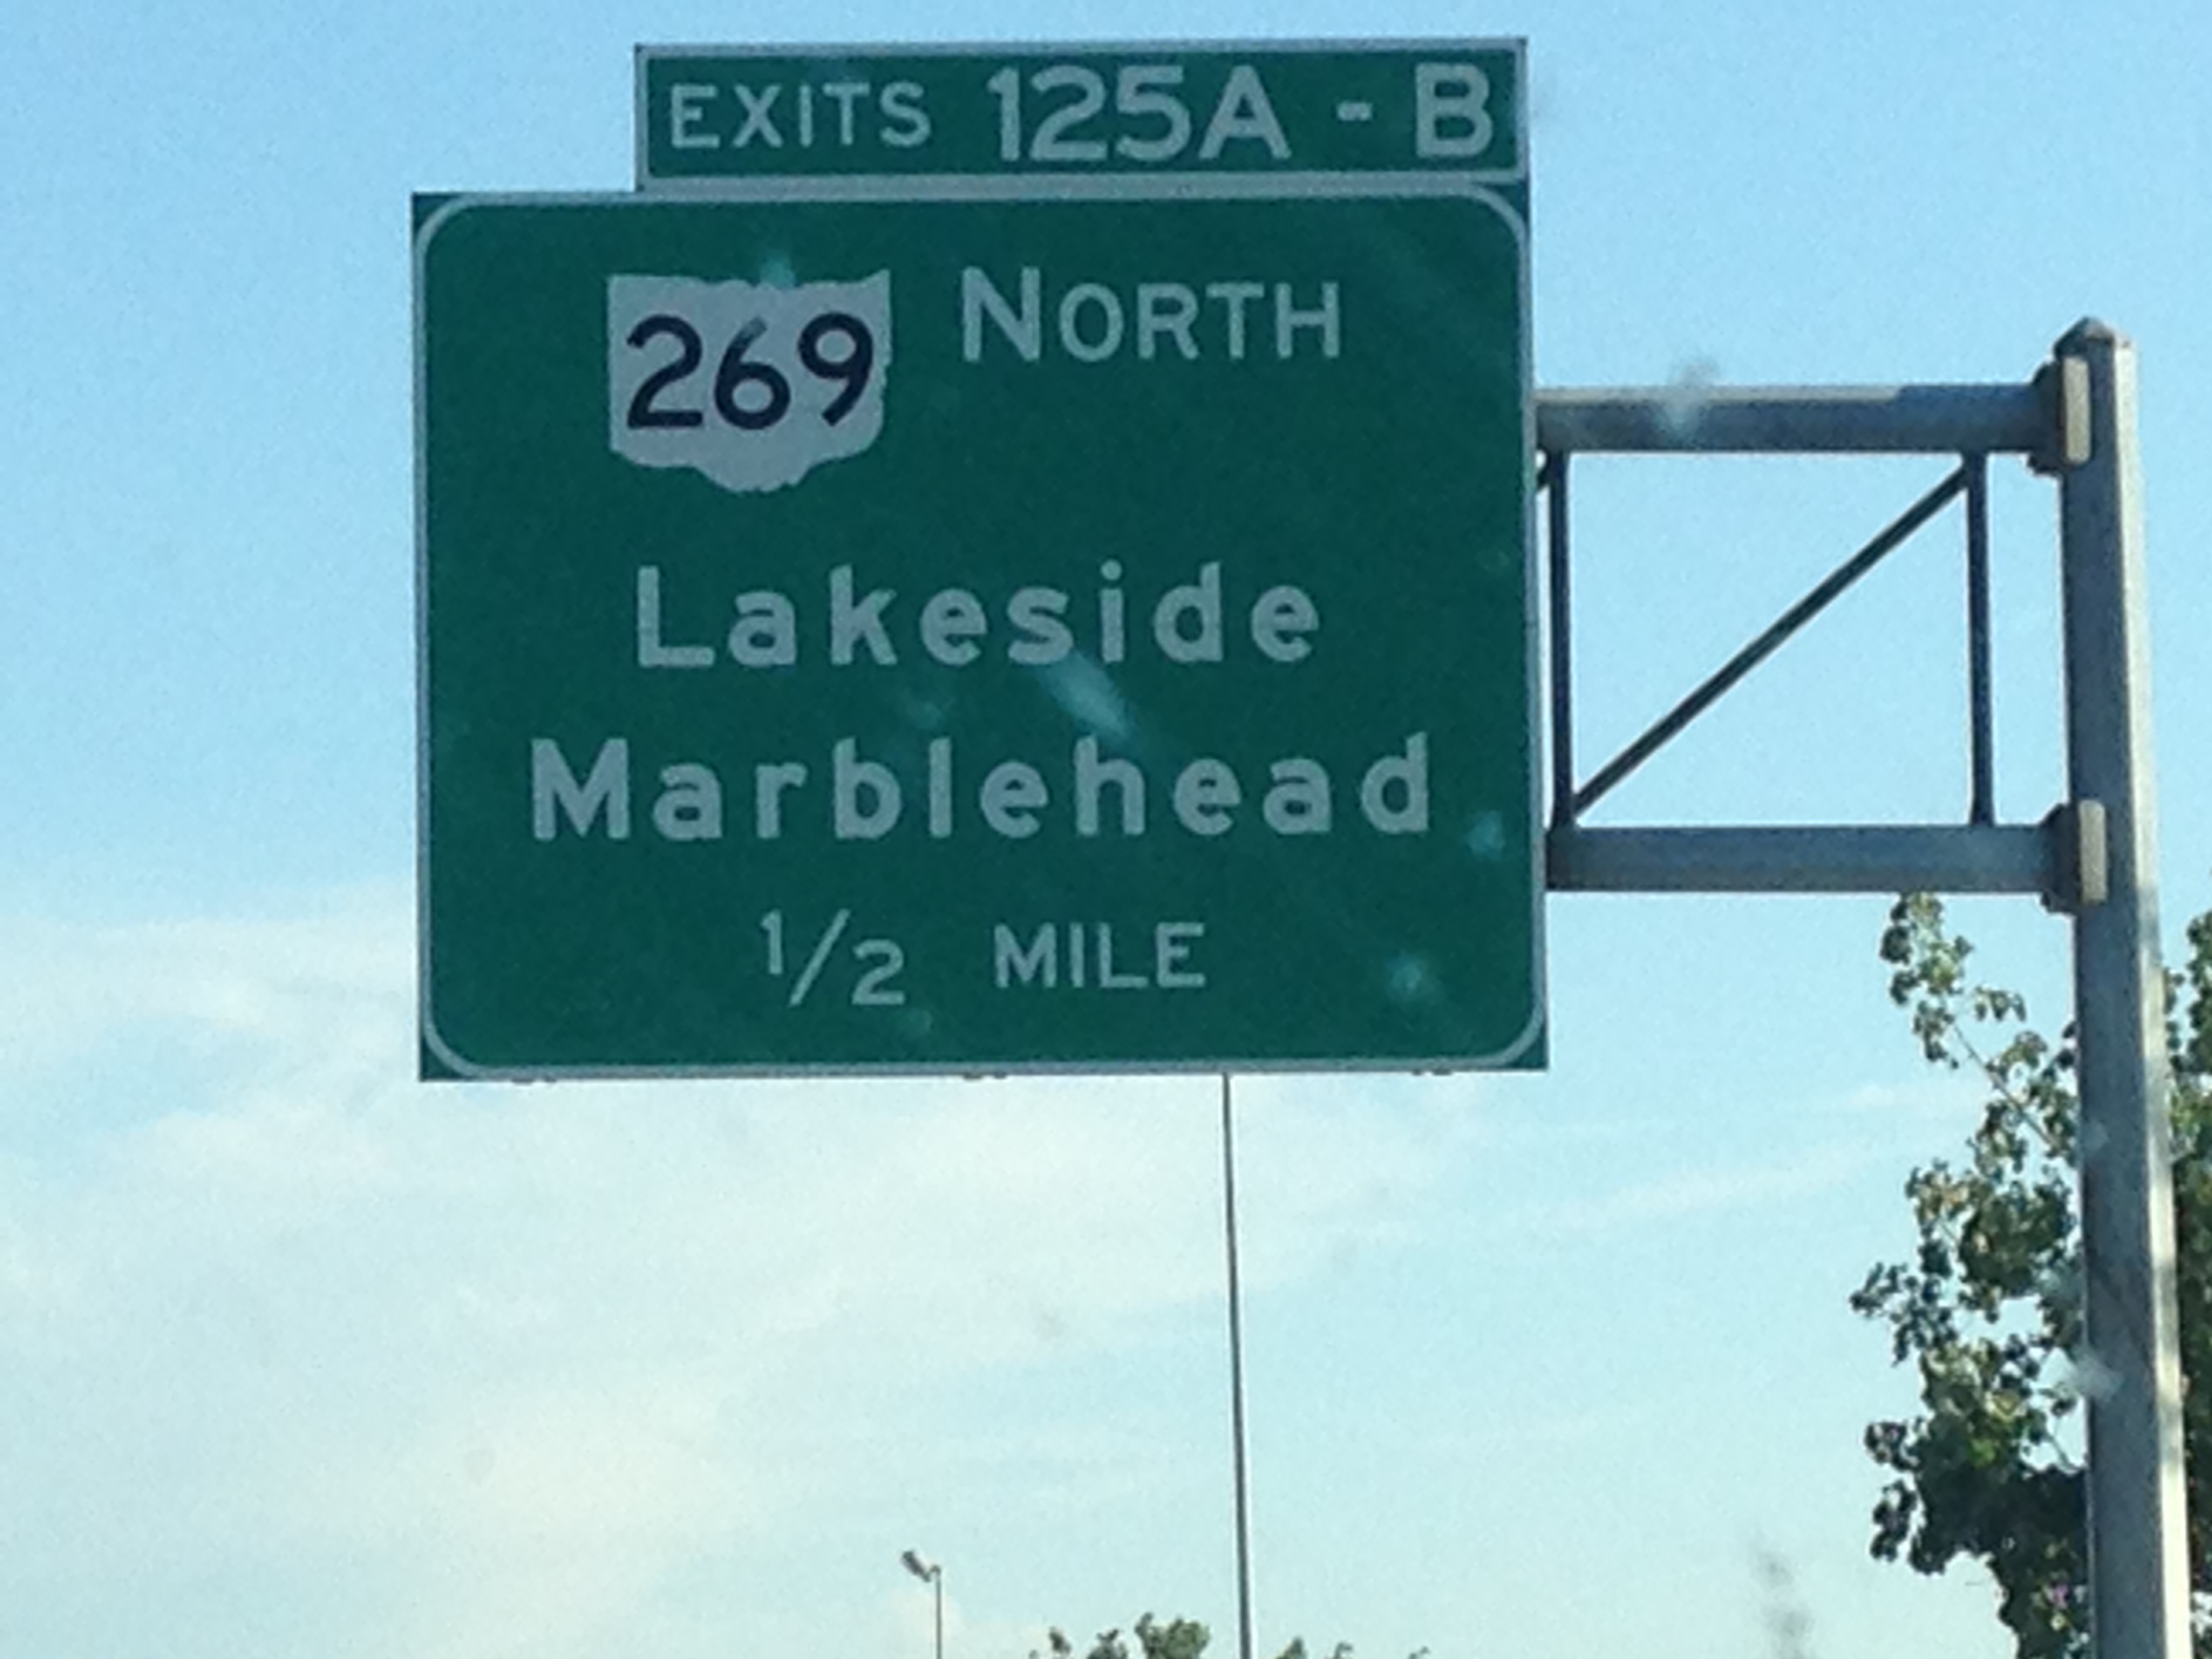 EXITS 125A - B
269 NORTH
Lakeside
Marblehead
1/2 MILE